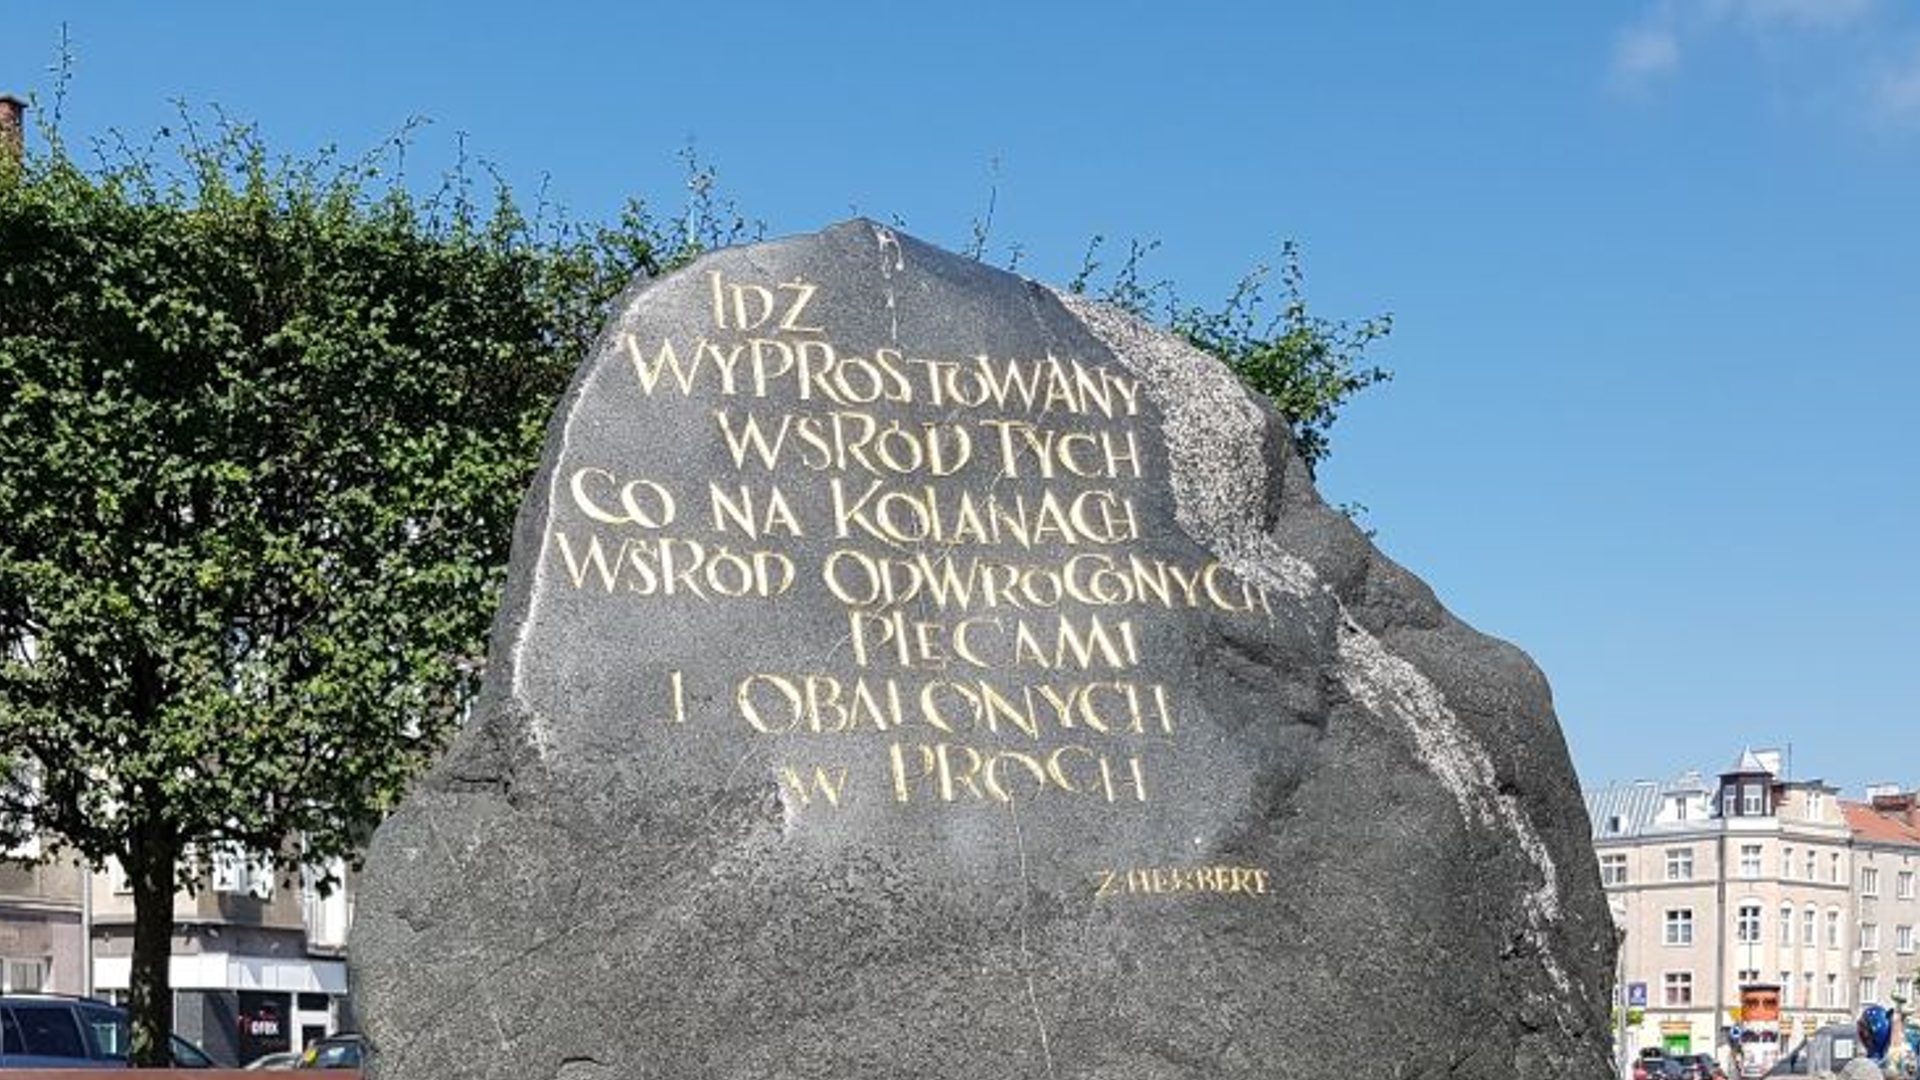 IDŹ
WYPROSTOWANY
WŚRÓD TYCH
CO NA KOLANACH
WŚRÓD ODWRÓCONYCH
PLECAMI
I OBALONYCH
W PROCH
Z. HERBERT